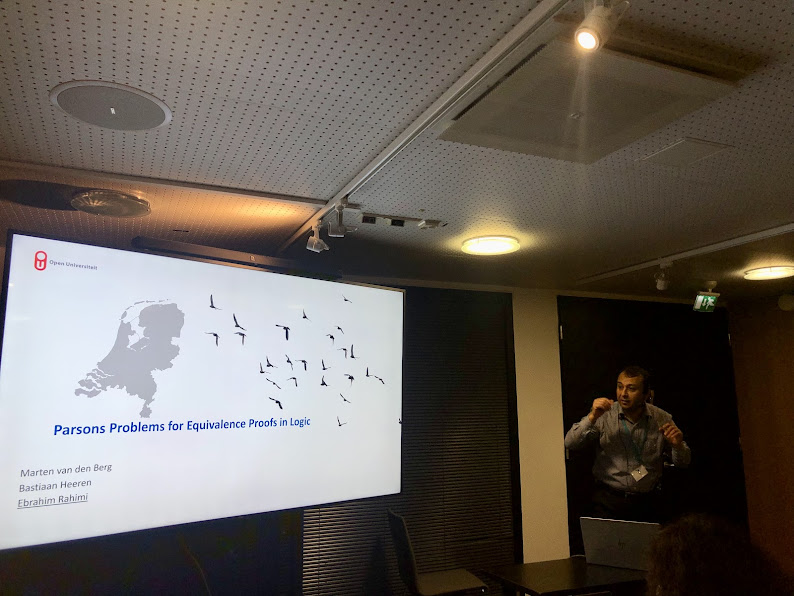 Open Universiteit
Parsons Problems for Equivalence Proofs in Logic
Marten van den Berg
Bastiaan Heeren
Ebrahim Rahimi